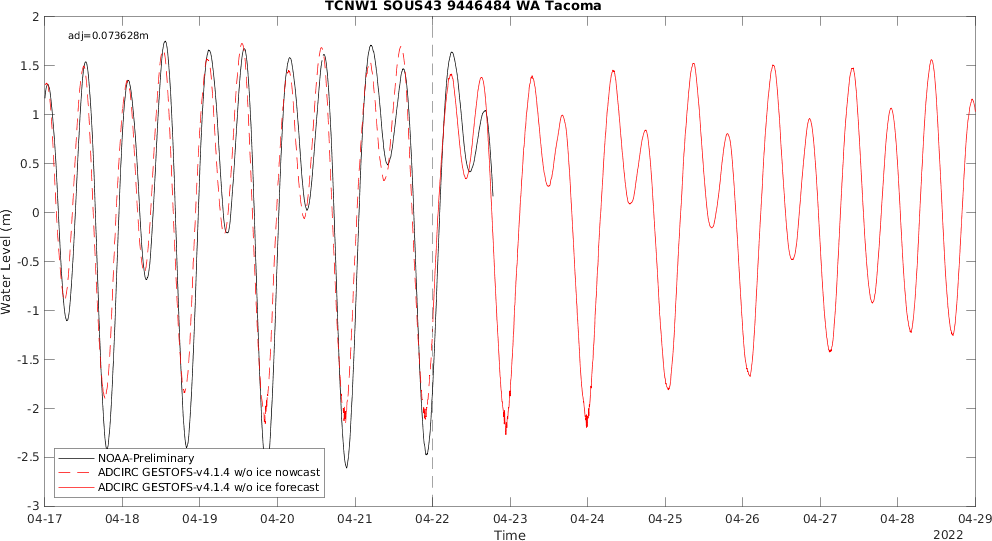 TCNW1 SOUS43 9446484 WA Tacoma
adj=0.073628m
2
1.5
1
0.5
0
-0.5
-1
-1.5
-2
-2.5
-3
Water Level (m)
NOAA-Preliminary
ADCIRC GESTOFS-v4.1.4 w/o ice nowcast
ADCIRC GESTOFS-v4.1.4 w/o ice forecast
04-17 04-18 04-19 04-20 04-21 04-22 04-23 04-24 04-25 04-26 04-27 04-28 04-29
Time
2022